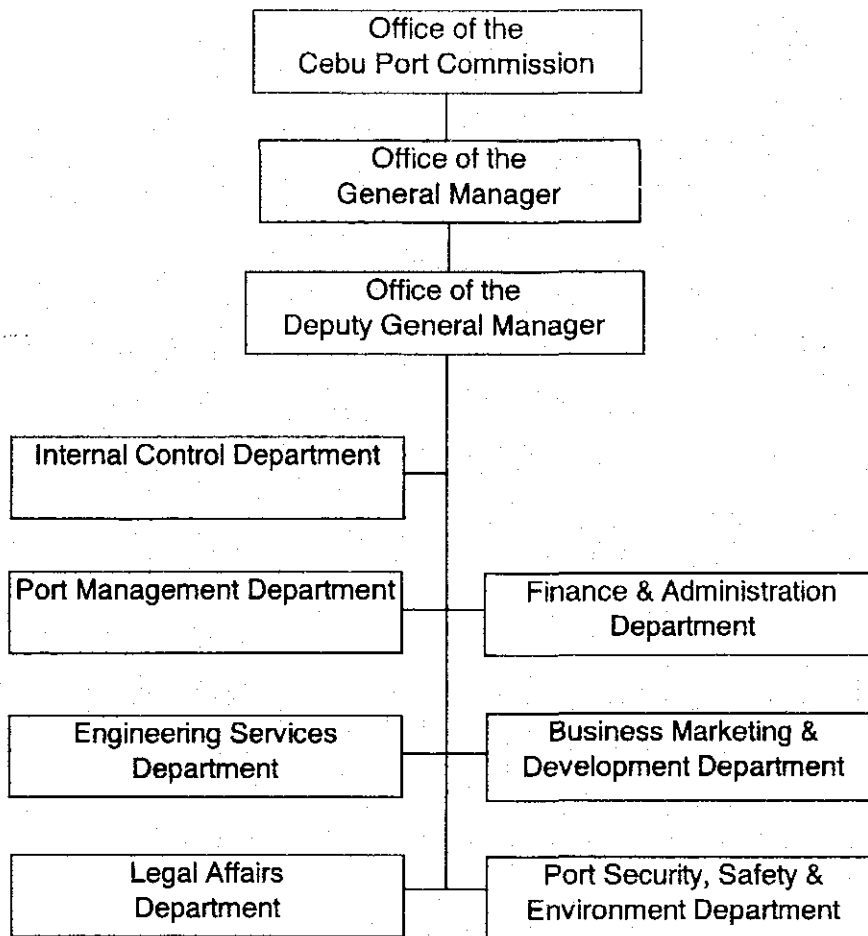 Office of the
Cebu Port Commission
Office of the
General Manager
Office of the
Deputy General Manager
Internal Control Department
Port Management Department
Finance & Administration
Department
Engineering Services
Department
Business Marketing &
Development Department
Legal Affairs
Department
Port Security, Safety &
Environment Department